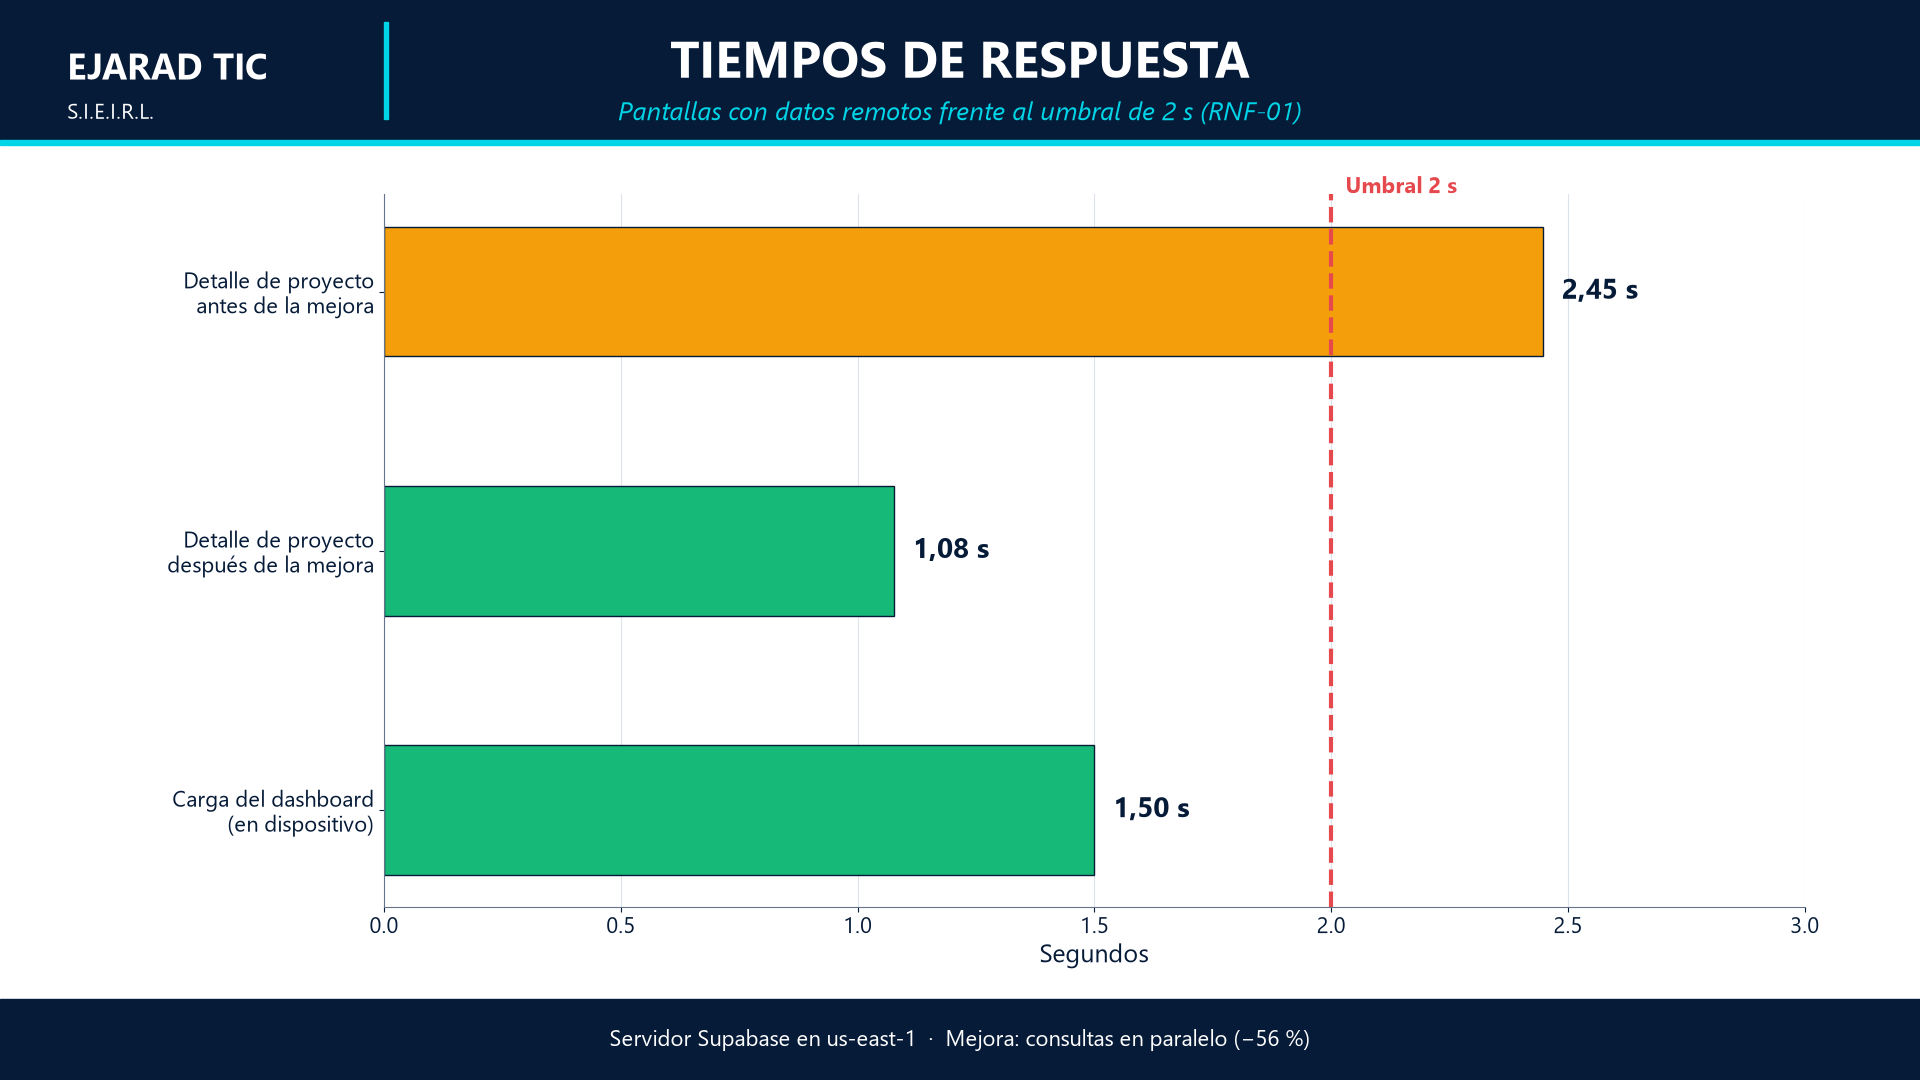 EJARAD TIC
S.I.E.I.R.L.
TIEMPOS DE RESPUESTA
Pantallas con datos remotos frente al umbral de 2 s (RNF-01)
Umbral 2 s
Detalle de proyecto
antes de la mejora
2,45 s
Detalle de proyecto
después de la mejora
1,08 s
Carga del dashboard
(en dispositivo)
1,50 s
0.0 0.5 1.0 1.5 2.0 2.5 3.0
Segundos
Servidor Supabase en us-east-1 · Mejora: consultas en paralelo (−56 %)